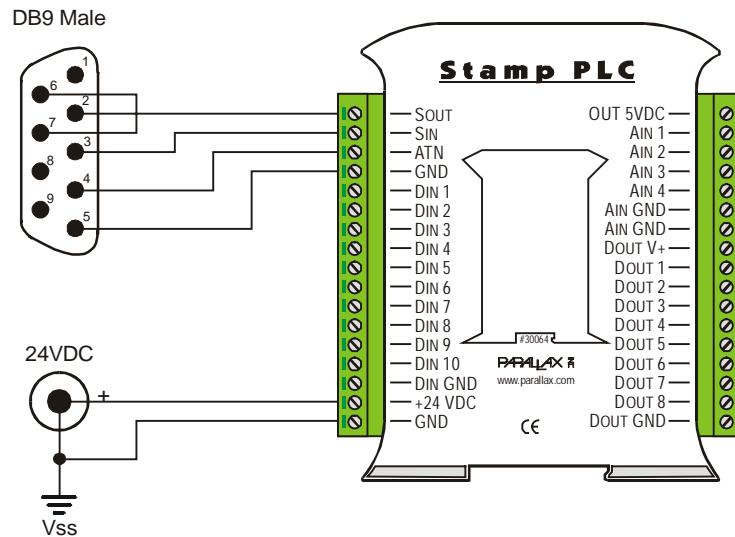 DB9 Male
1
6
2
7
3
8
4
9
5
24VDC
+
Vss
Stamp PLC
SOUT
SIN
ATN
GND
DIN 1
DIN 2
DIN 3
DIN 4
DIN 5
DIN 6
DIN 7
DIN 8
DIN 9
DIN 10
DIN GND
+24 VDC
GND
OUT 5VDC
AIN 1
AIN 2
AIN 3
AIN 4
AIN GND
AIN GND
DOUT V+
DOUT 1
DOUT 2
DOUT 3
DOUT 4
DOUT 5
DOUT 6
DOUT 7
DOUT 8
DOUT GND
#30064
PARALLAX
www.parallax.com
CE